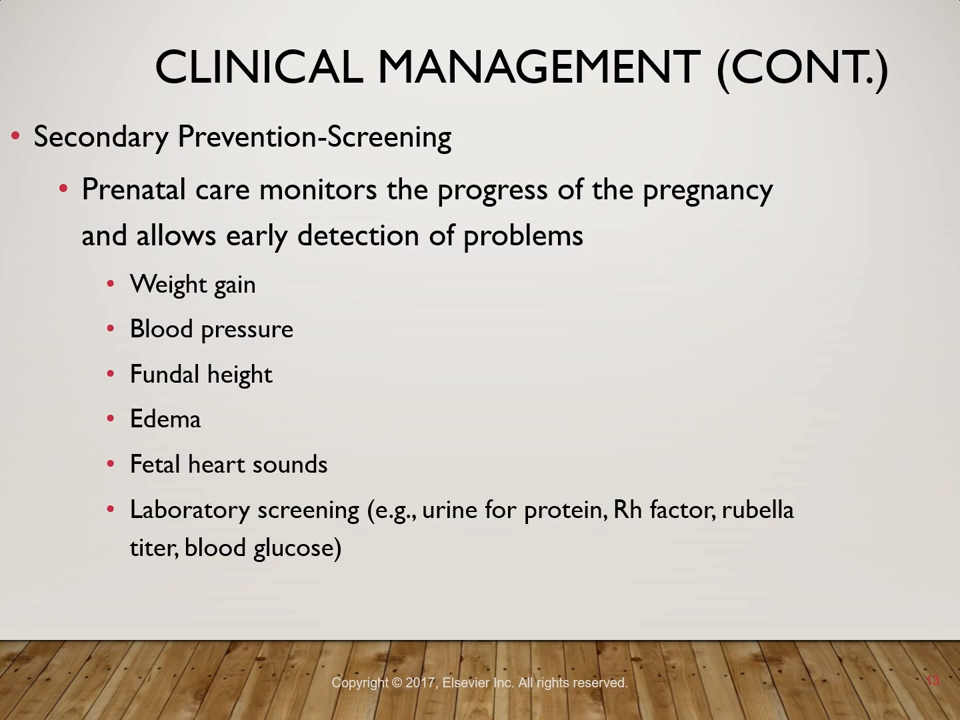 CLINICAL MANAGEMENT (CONT.)
• Secondary Prevention-Screening
• Prenatal care monitors the progress of the pregnancy
and allows early detection of problems
• Weight gain
• Blood pressure
• Fundal height
• Edema
• Fetal heart sounds
• Laboratory screening (e.g., urine for protein, Rh factor, rubella
titer, blood glucose)
Copyright © 2017, Elsevier Inc. All rights reserved.
13